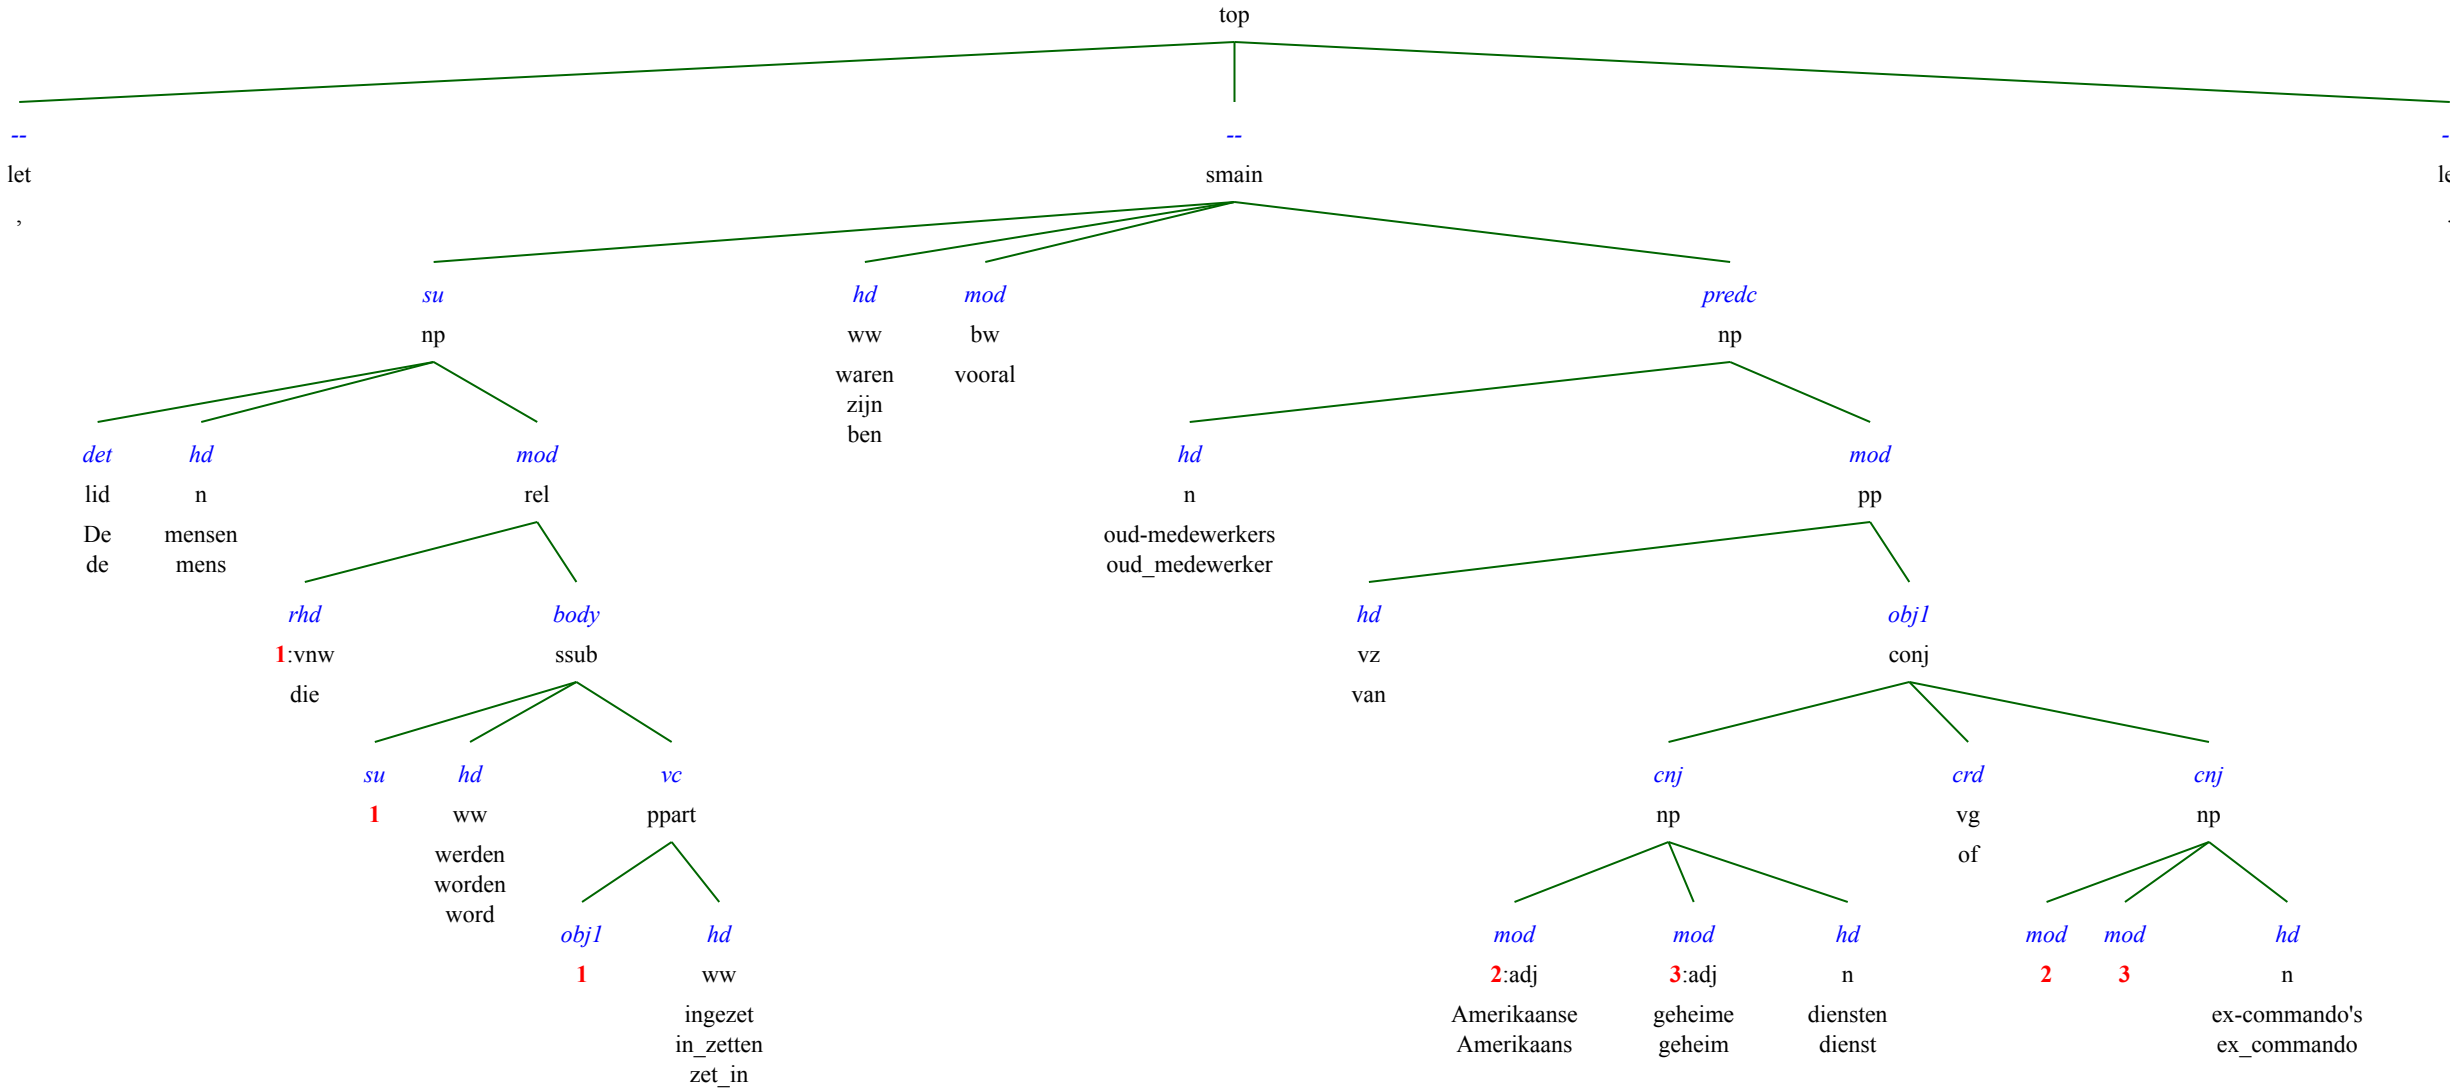 top
-- -- -
let smain le
, .
su hd mod predc
np ww bw np
waren vooral
zijn
ben
det hd mod hd mod
lid n rel n pp
De mensen oud-medewerkers
de mens oud_medewerker
rhd body hd obj1
1:vnw ssub vz conj
die van
su hd vc cnj crd cnj
1 ww ppart np vg np
werden of
worden
word
obj1 hd mod mod hd mod mod hd
1 ww 2:adj 3:adj n 2 3 n
ingezet Amerikaanse geheime diensten ex-commando's
in_zetten Amerikaans geheim dienst ex_commando
zet_in